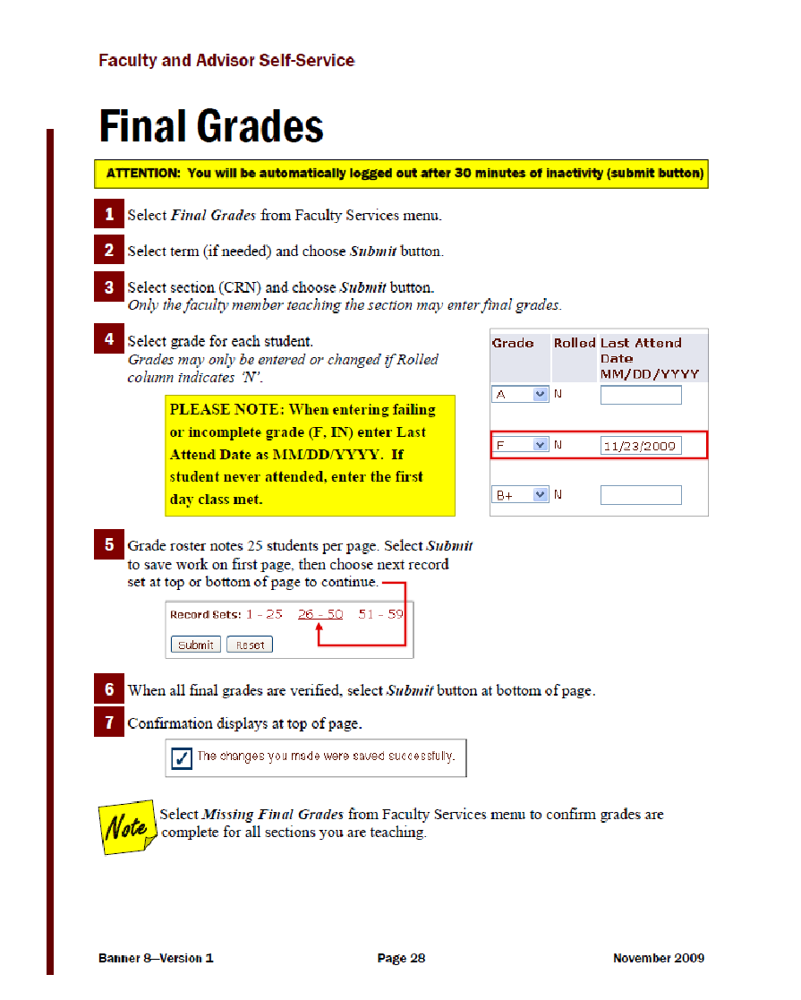 Faculty and Advisor Self-Service
Final Grades
ATTENTION: You will be automatically logged out after 30 minutes of inactivity (submit button)
1 Select Final Grades from Faculty Services menu.
2 Select term (if needed) and choose Submit button.
3 Select section (CRN) and choose Submit button.
Only the faculty member teaching the section may enter final grades.
4 Select grade for each student.
Grades may only be entered or changed if Rolled
column indicates ‘N’.
PLEASE NOTE: When entering failing
or incomplete grade (F, IN) enter Last
Attend Date as MM/DD/YYYY. If
student never attended, enter the first
day class met.
Grade Rolled Last Attend
Date
MM/DD/YYYY
A N
F N 11/23/2009
B+ N
5 Grade roster notes 25 students per page. Select Submit
to save work on first page, then choose next record
set at top or bottom of page to continue.
Record Sets: 1 - 25 26 - 50 51 - 59
Submit Reset
6 When all final grades are verified, select Submit button at bottom of page.
7 Confirmation displays at top of page.
The changes you made were saved successfully.
Note Select Missing Final Grades from Faculty Services menu to confirm grades are
complete for all sections you are teaching.
Banner 8—Version 1 Page 28 November 2009